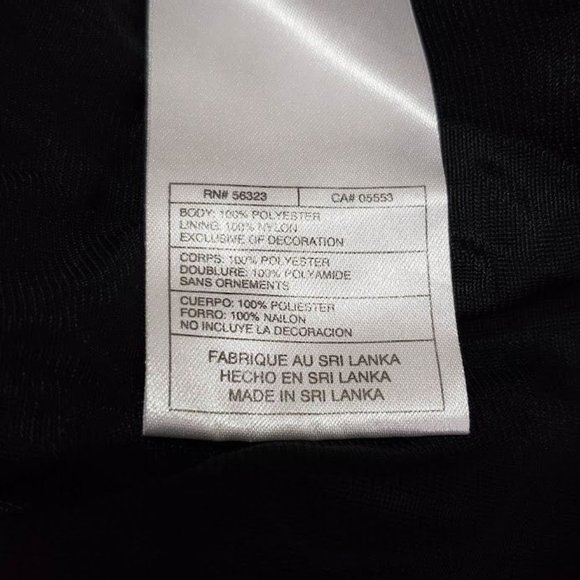 RN# 56323 CA# 05553
BODY: 100% POLYESTER
LINING: 100% NYLON
EXCLUSIVE OF DECORATION
CORPS: 100% POLYESTER
DOUBLURE: 100% POLYAMIDE
SANS ORNEMENTS
CUERPO: 100% POLIESTER
FORRO: 100% NAILON
NO INCLUYE LA DECORACION
FABRIQUE AU SRI LANKA
HECHO EN SRI LANKA
MADE IN SRI LANKA